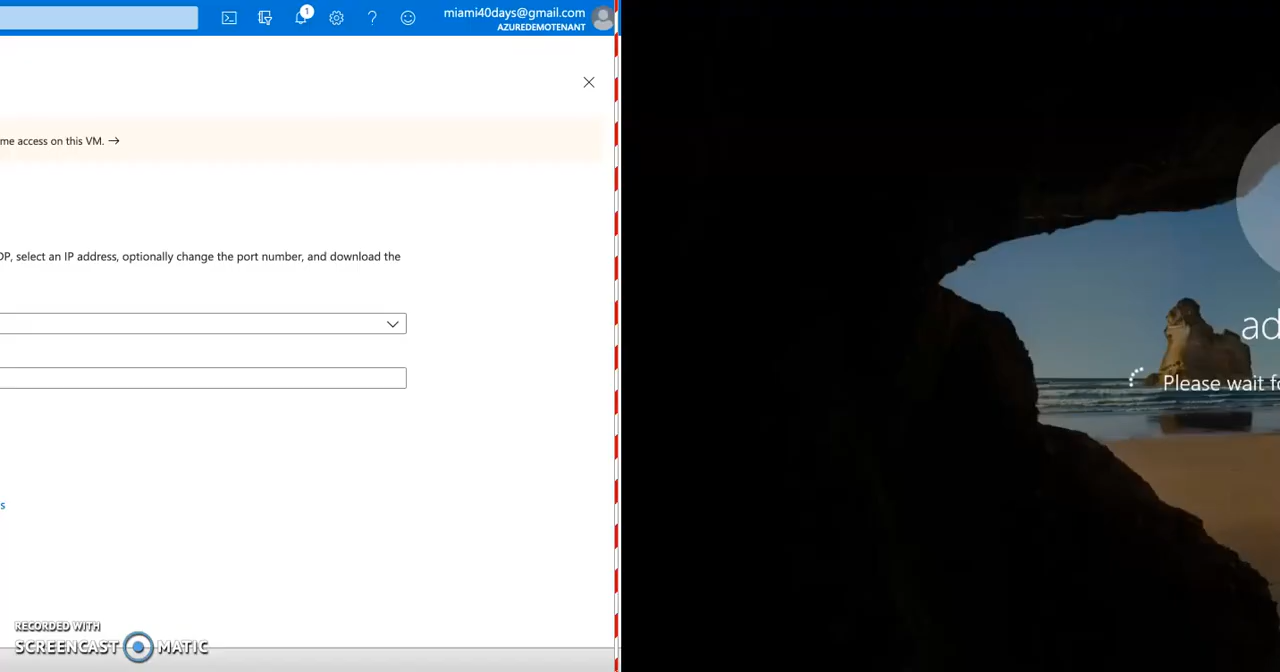 1
miami40days@gmail.com
AZUREDEMOTENANT
me access on this VM. →
DP, select an IP address, optionally change the port number, and download the
s
ad
Please wait fo
RECORDED WITH
SCREENCAST MATIC